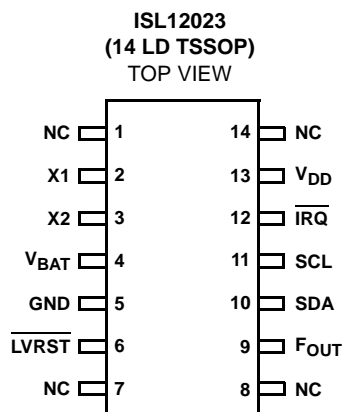 ISL12023
(14 LD TSSOP)
TOP VIEW
NC 1 14 NC
X1 2 13 VDD
X2 3 12 IRQ
VBAT 4 11 SCL
GND 5 10 SDA
LVRST 6 9 FOUT
NC 7 8 NC